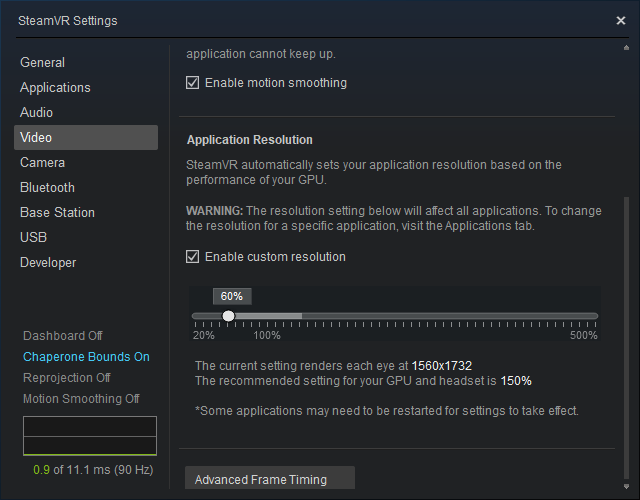 SteamVR Settings
General
Applications
Audio
Video
Camera
Bluetooth
Base Station
USB
Developer
Dashboard Off
Chaperone Bounds On
Reprojection Off
Motion Smoothing Off
0.9 of 11.1 ms (90 Hz)
application cannot keep up.
Enable motion smoothing
Application Resolution
SteamVR automatically sets your application resolution based on the
performance of your GPU.
WARNING: The resolution setting below will affect all applications. To change
the resolution for a specific application, visit the Applications tab.
Enable custom resolution
60%
20% 100% 500%
The current setting renders each eye at 1560x1732
The recommended setting for your GPU and headset is 150%
*Some applications may need to be restarted for settings to take effect.
Advanced Frame Timing